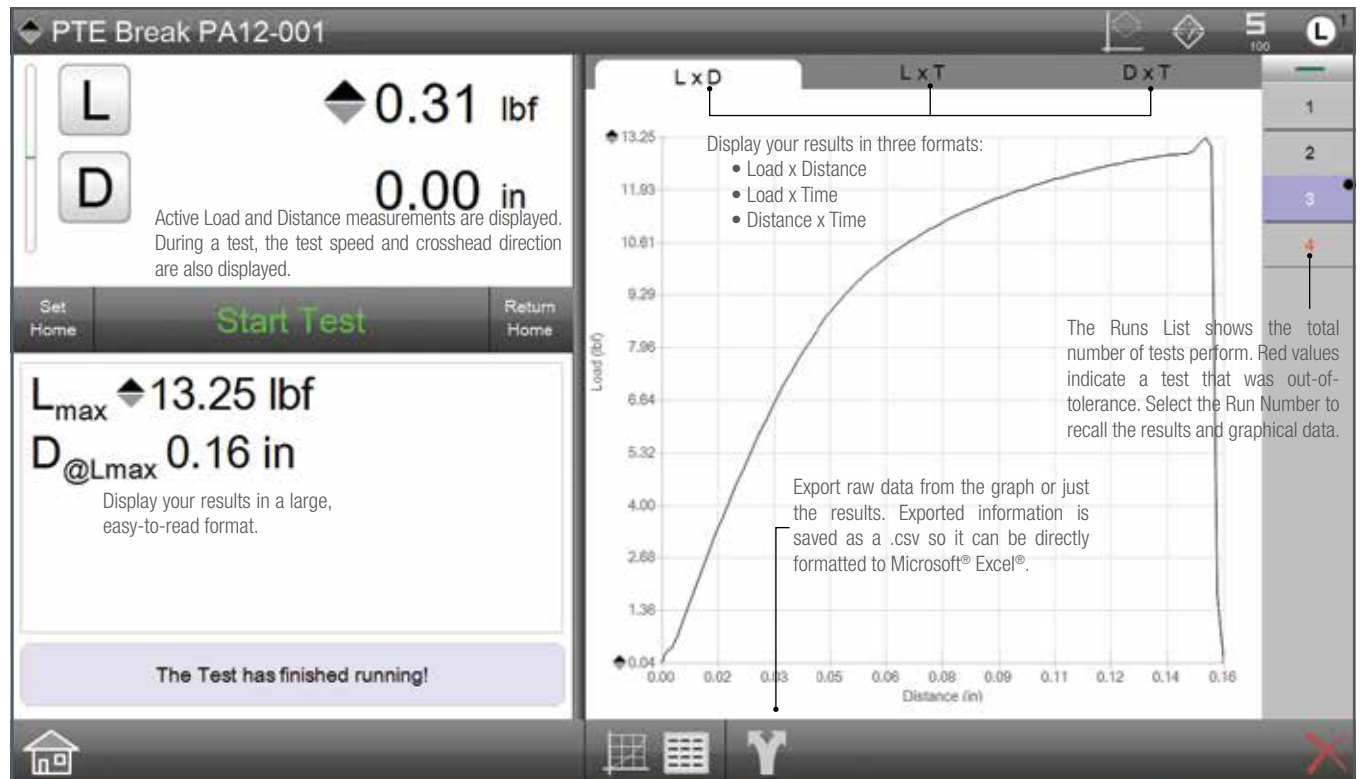 PTE Break PA12-001
5
100
L
1
L
0.31 lbf
D
0.00 in
Active Load and Distance measurements are displayed.
During a test, the test speed and crosshead direction
are also displayed.
Set
Home
Start Test
Return
Home
Lmax 13.25 lbf
D@Lmax 0.16 in
Display your results in a large,
easy-to-read format.
The Test has finished running!
L x D
L x T
D x T
Display your results in three formats:
• Load x Distance
• Load x Time
• Distance x Time
13.25
11.93
10.61
9.29
7.96
6.64
5.32
4.00
2.68
1.36
0.04
Load (lbf)
0.00 0.02 0.03 0.05 0.06 0.08 0.09 0.11 0.12 0.14 0.16
Distance (in)
Export raw data from the graph or just
the results. Exported information is
saved as a .csv so it can be directly
formatted to Microsoft® Excel®.
1
2
3
4
The Runs List shows the total
number of tests perform. Red values
indicate a test that was out-of-
tolerance. Select the Run Number to
recall the results and graphical data.